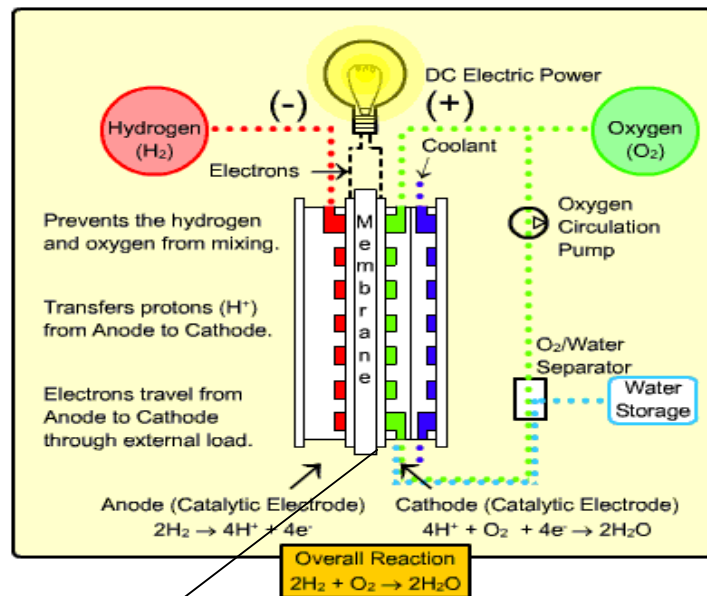 DC Electric Power
(-)
(+)
Hydrogen
(H₂)
Oxygen
(O₂)
Electrons
Coolant
Prevents the hydrogen
and oxygen from mixing.
Membrane
Oxygen
Circulation
Pump
Transfers protons (H⁺)
from Anode to Cathode.
O₂/Water
Separator
Electrons travel from
Anode to Cathode
through external load.
Water
Storage
Anode (Catalytic Electrode)
2H₂ → 4H⁺ + 4e⁻
Cathode (Catalytic Electrode)
4H⁺ + O₂ + 4e⁻ → 2H₂O
Overall Reaction
2H₂ + O₂ → 2H₂O